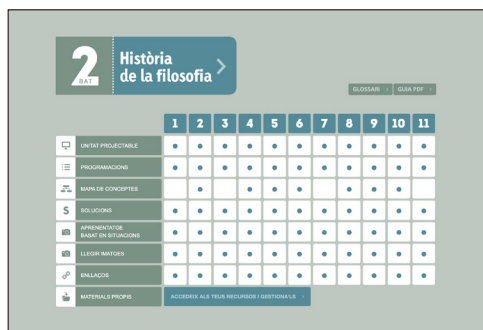 2
BAT
Història
de la filosofia
GLOSSARI
GUIA PDF
1 2 3 4 5 6 7 8 9 10 11
UNITAT PROJECTABLE
PROGRAMACIONS
MAPA DE CONCEPTES
S SOLUCIONS
APRENENTATGE
BASAT EN SITUACIONS
LLEGIR IMATGES
ENLLAÇOS
MATERIALS PROPIS
ACCEDEIX ALS TEUS RECURSOS I GESTIONA'LS